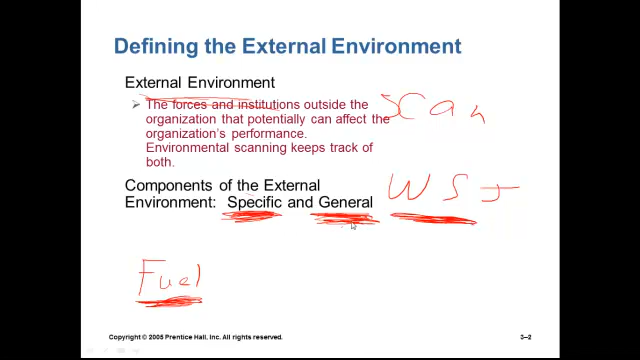 Defining the External Environment
External Environment
The forces and institutions outside the
organization that potentially can affect the
organization's performance.
Environmental scanning keeps track of
both.
Scan
Components of the External
Environment: Specific and General
WSJ
Fuel
Copyright © 2005 Prentice Hall, Inc. All rights reserved.
3–2